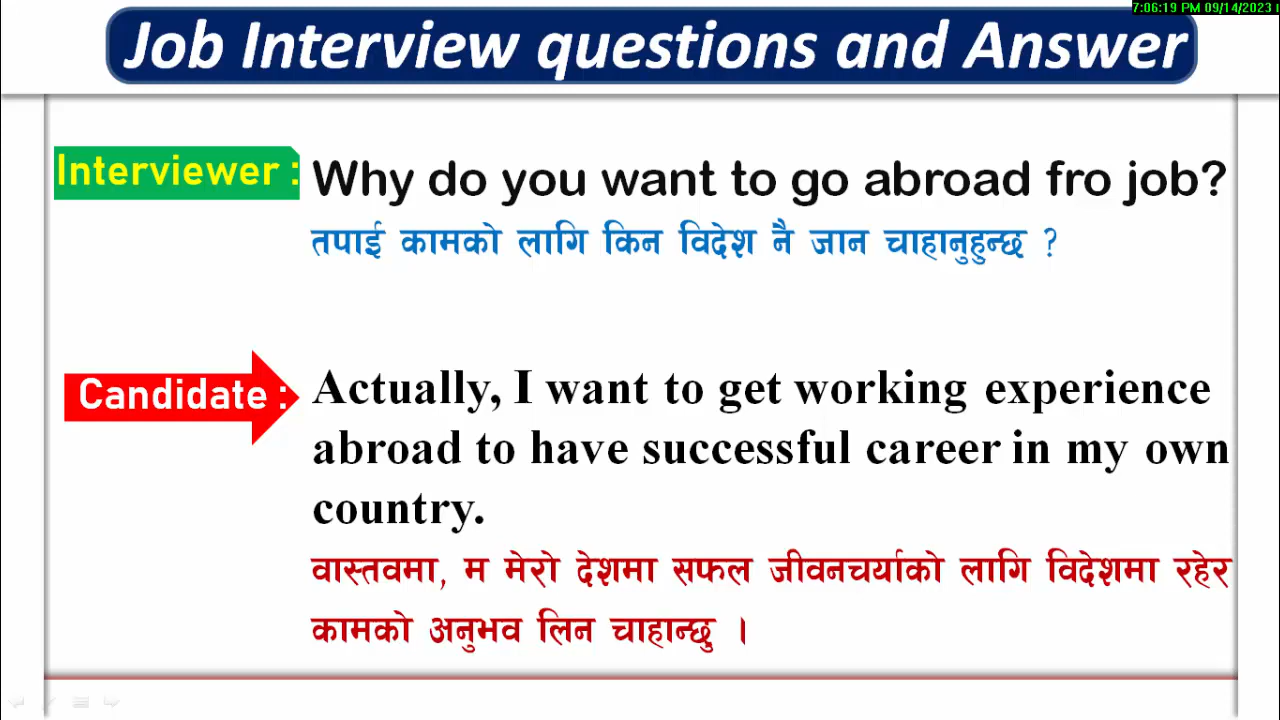 7:06:19 PM 09/14/2023
Job Interview questions and Answer
Interviewer : Why do you want to go abroad fro job?
तपाई कामको लागि किन विदेश नै जान चाहानुहुन्छ ?
Candidate : Actually, I want to get working experience
abroad to have successful career in my own
country.
वास्तवमा, म मेरो देशमा सफल जीवनचर्याको लागि विदेशमा रहेर
कामको अनुभव लिन चाहान्छु ।